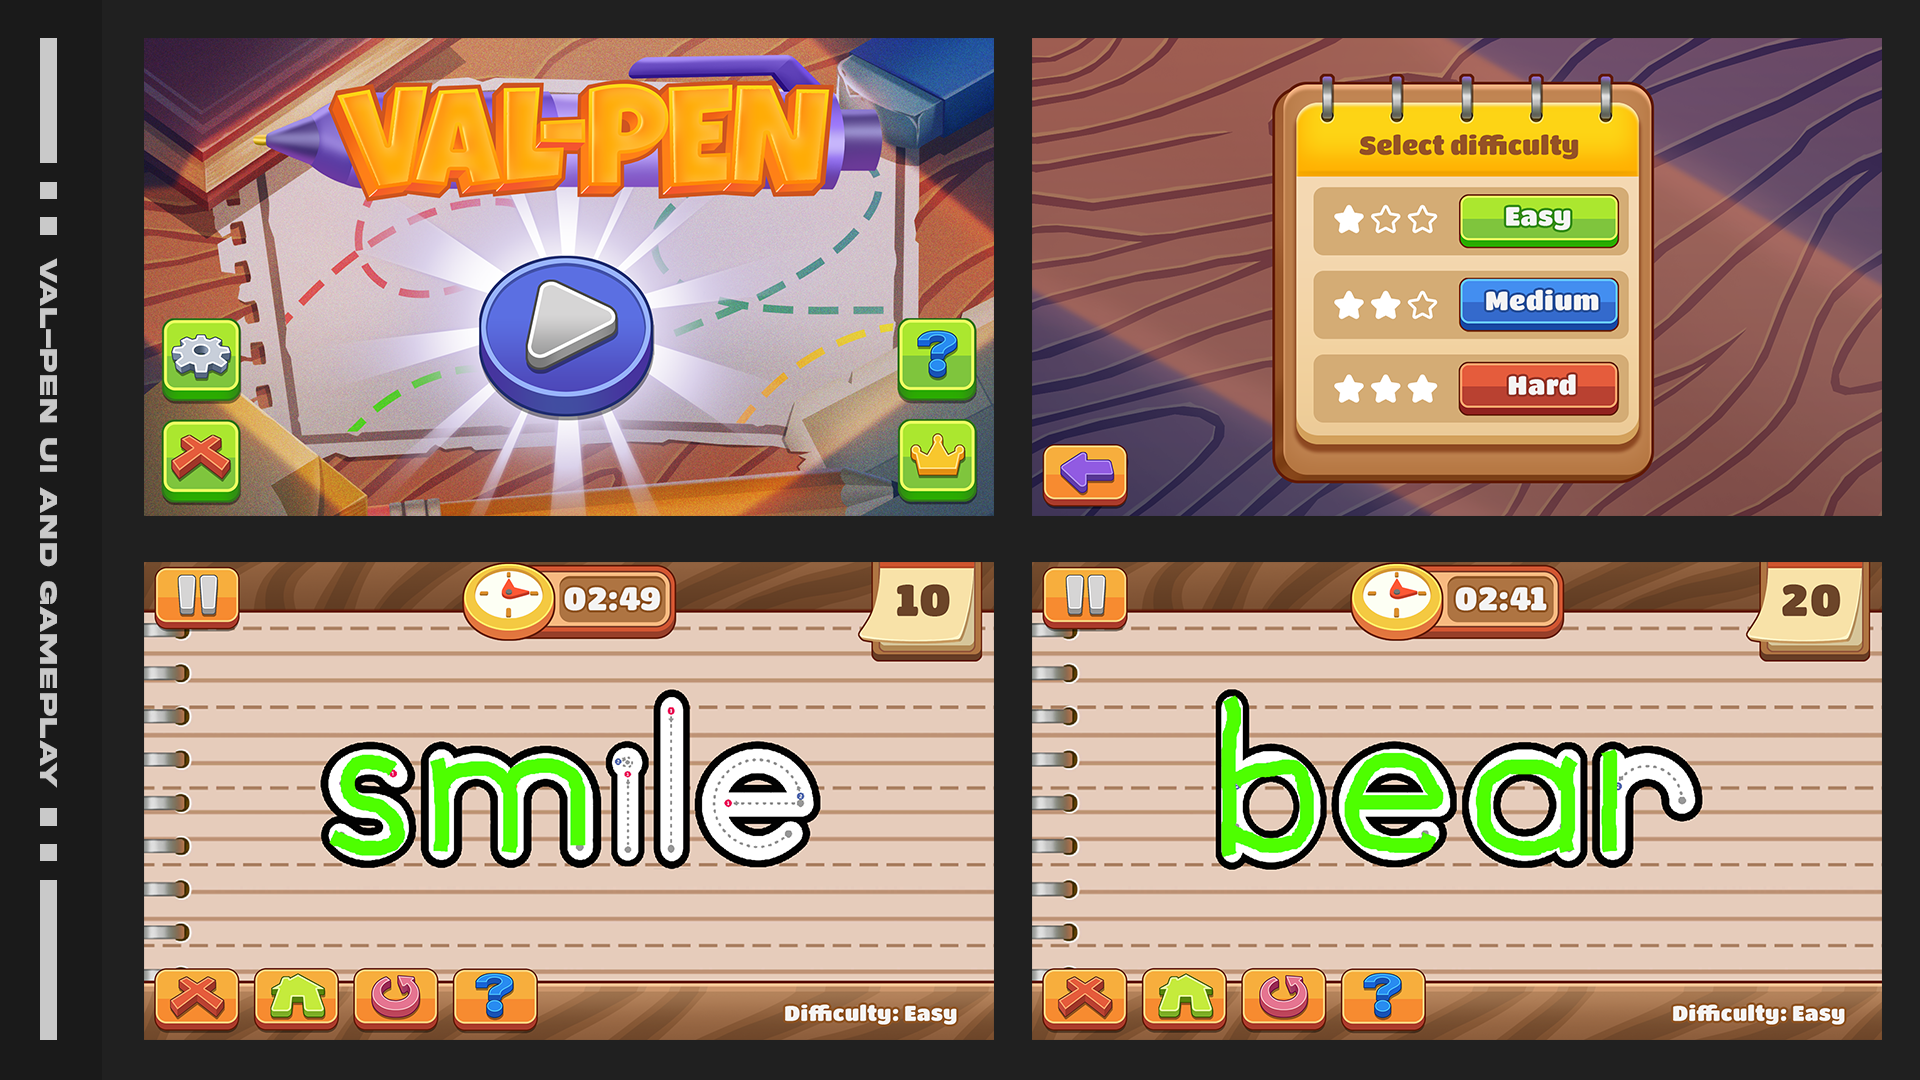 VAL-PEN UI AND GAMEPLAY
VAL-PEN
Select difficulty
Easy
Medium
Hard
02:49
10
smile
Difficulty: Easy
02:41
20
bear
Difficulty: Easy